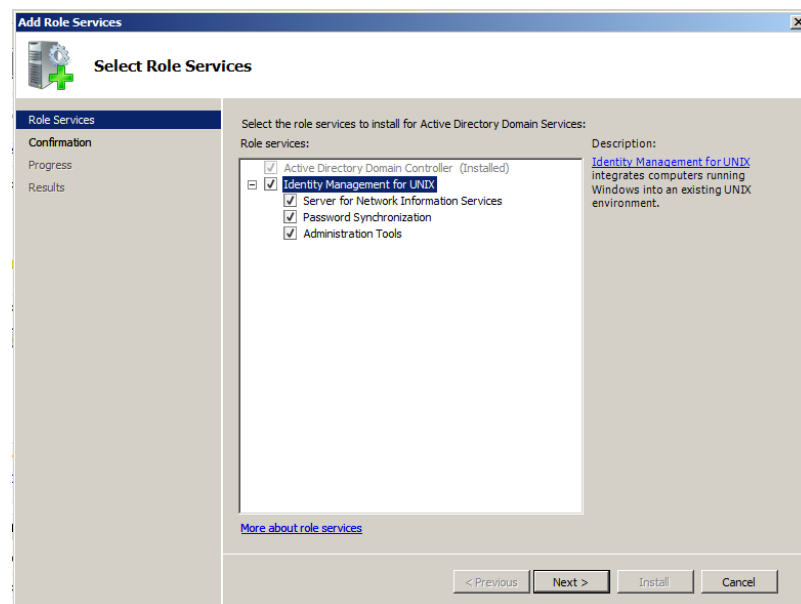 Add Role Services
Select Role Services
Role Services
Confirmation
Progress
Results
Select the role services to install for Active Directory Domain Services:
Role services:
Active Directory Domain Controller (Installed)
Identity Management for UNIX
Server for Network Information Services
Password Synchronization
Administration Tools
More about role services
Description:
Identity Management for UNIX
integrates computers running
Windows into an existing UNIX
environment.
< Previous
Next >
Install
Cancel